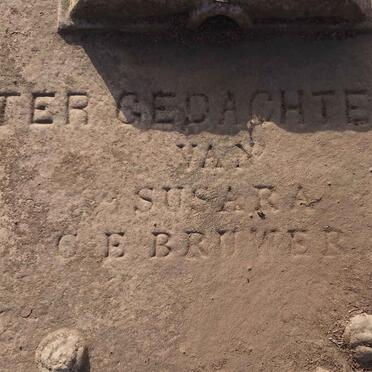 TER GEDACHTE
VAN
SUSARA
C E BRUWER